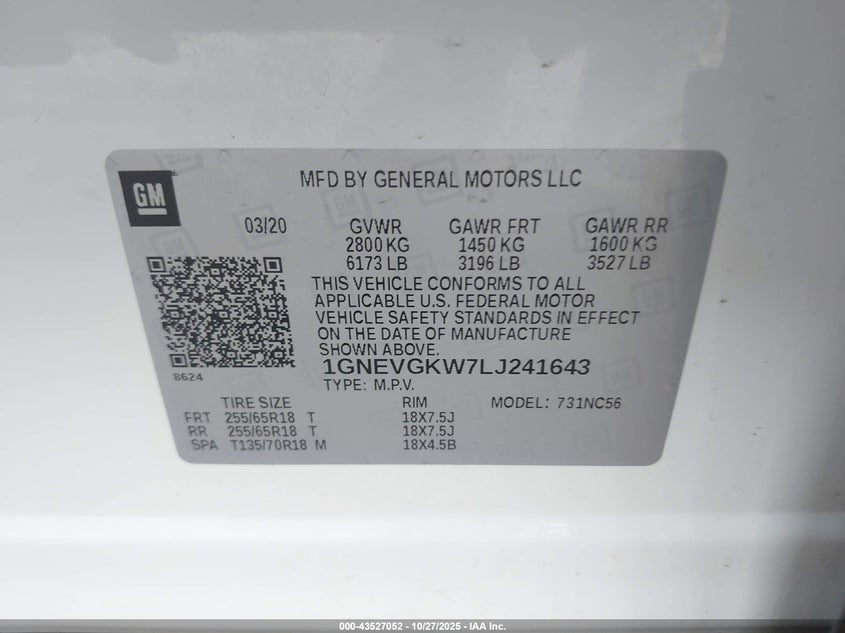 GM
MFD BY GENERAL MOTORS LLC
03/20 GVWR GAWR FRT GAWR RR
2800 KG 1450 KG 1600 KG
6173 LB 3196 LB 3527 LB
THIS VEHICLE CONFORMS TO ALL
APPLICABLE U.S. FEDERAL MOTOR
VEHICLE SAFETY STANDARDS IN EFFECT
ON THE DATE OF MANUFACTURE
SHOWN ABOVE.
1GNEVGKW7LJ241643
8624
TYPE: M.P.V.
TIRE SIZE RIM MODEL: 731NC56
FRT 255/65R18 T 18X7.5J
RR 255/65R18 T 18X7.5J
SPA T135/70R18 M 18X4.5B
000-43527052 - 10/27/2025 - IAA Inc.